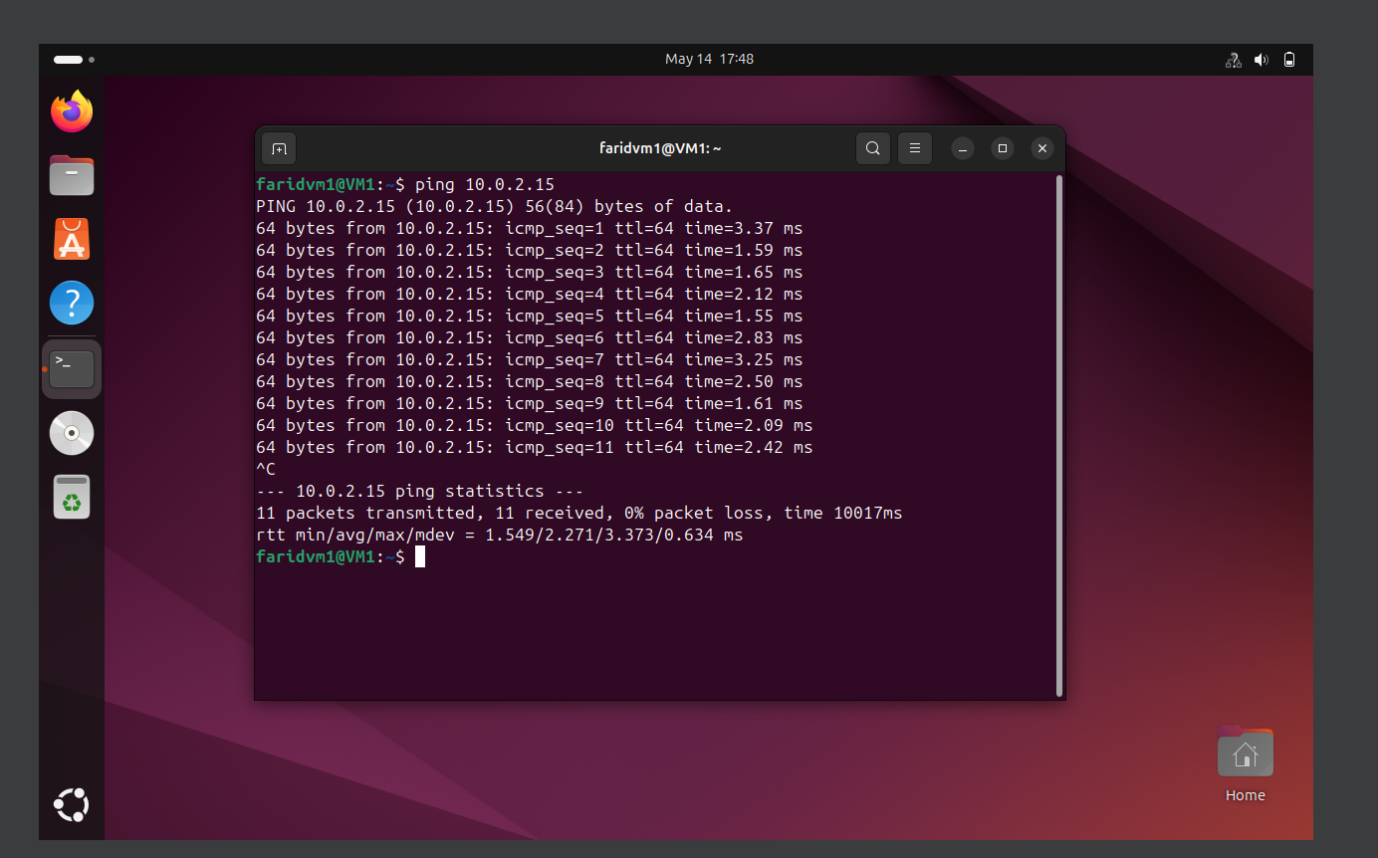 May 14 17:48
faridvm1@VM1: ~
faridvm1@VM1:~$ ping 10.0.2.15
PING 10.0.2.15 (10.0.2.15) 56(84) bytes of data.
64 bytes from 10.0.2.15: icmp_seq=1 ttl=64 time=3.37 ms
64 bytes from 10.0.2.15: icmp_seq=2 ttl=64 time=1.59 ms
64 bytes from 10.0.2.15: icmp_seq=3 ttl=64 time=1.65 ms
64 bytes from 10.0.2.15: icmp_seq=4 ttl=64 time=2.12 ms
64 bytes from 10.0.2.15: icmp_seq=5 ttl=64 time=1.55 ms
64 bytes from 10.0.2.15: icmp_seq=6 ttl=64 time=2.83 ms
64 bytes from 10.0.2.15: icmp_seq=7 ttl=64 time=3.25 ms
64 bytes from 10.0.2.15: icmp_seq=8 ttl=64 time=2.50 ms
64 bytes from 10.0.2.15: icmp_seq=9 ttl=64 time=1.61 ms
64 bytes from 10.0.2.15: icmp_seq=10 ttl=64 time=2.09 ms
64 bytes from 10.0.2.15: icmp_seq=11 ttl=64 time=2.42 ms
^C
--- 10.0.2.15 ping statistics ---
11 packets transmitted, 11 received, 0% packet loss, time 10017ms
rtt min/avg/max/mdev = 1.549/2.271/3.373/0.634 ms
faridvm1@VM1:~$
Home